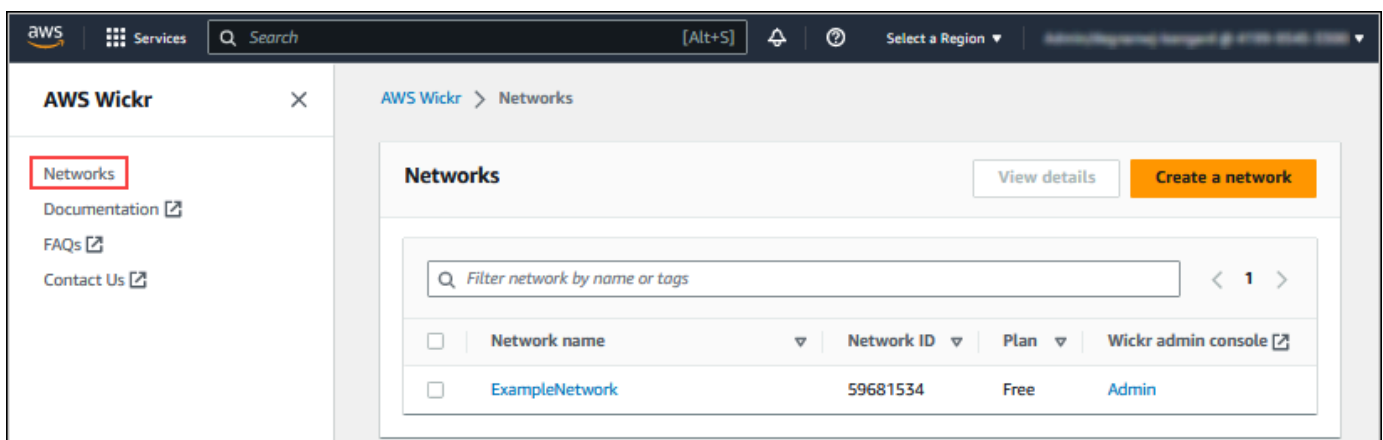 aws Services Search [Alt+S] Select a Region
AWS Wickr
AWS Wickr > Networks
Networks
Documentation
FAQs
Contact Us
Networks View details Create a network
Filter network by name or tags < 1 >
Network name Network ID Plan Wickr admin console
ExampleNetwork 59681534 Free Admin